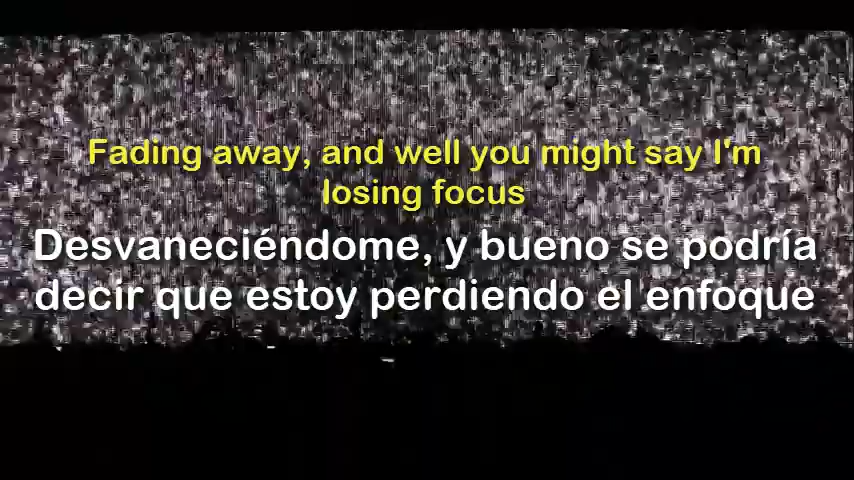 Fading away, and well you might say I'm
losing focus
Desvaneciéndome, y bueno se podría
decir que estoy perdiendo el enfoque